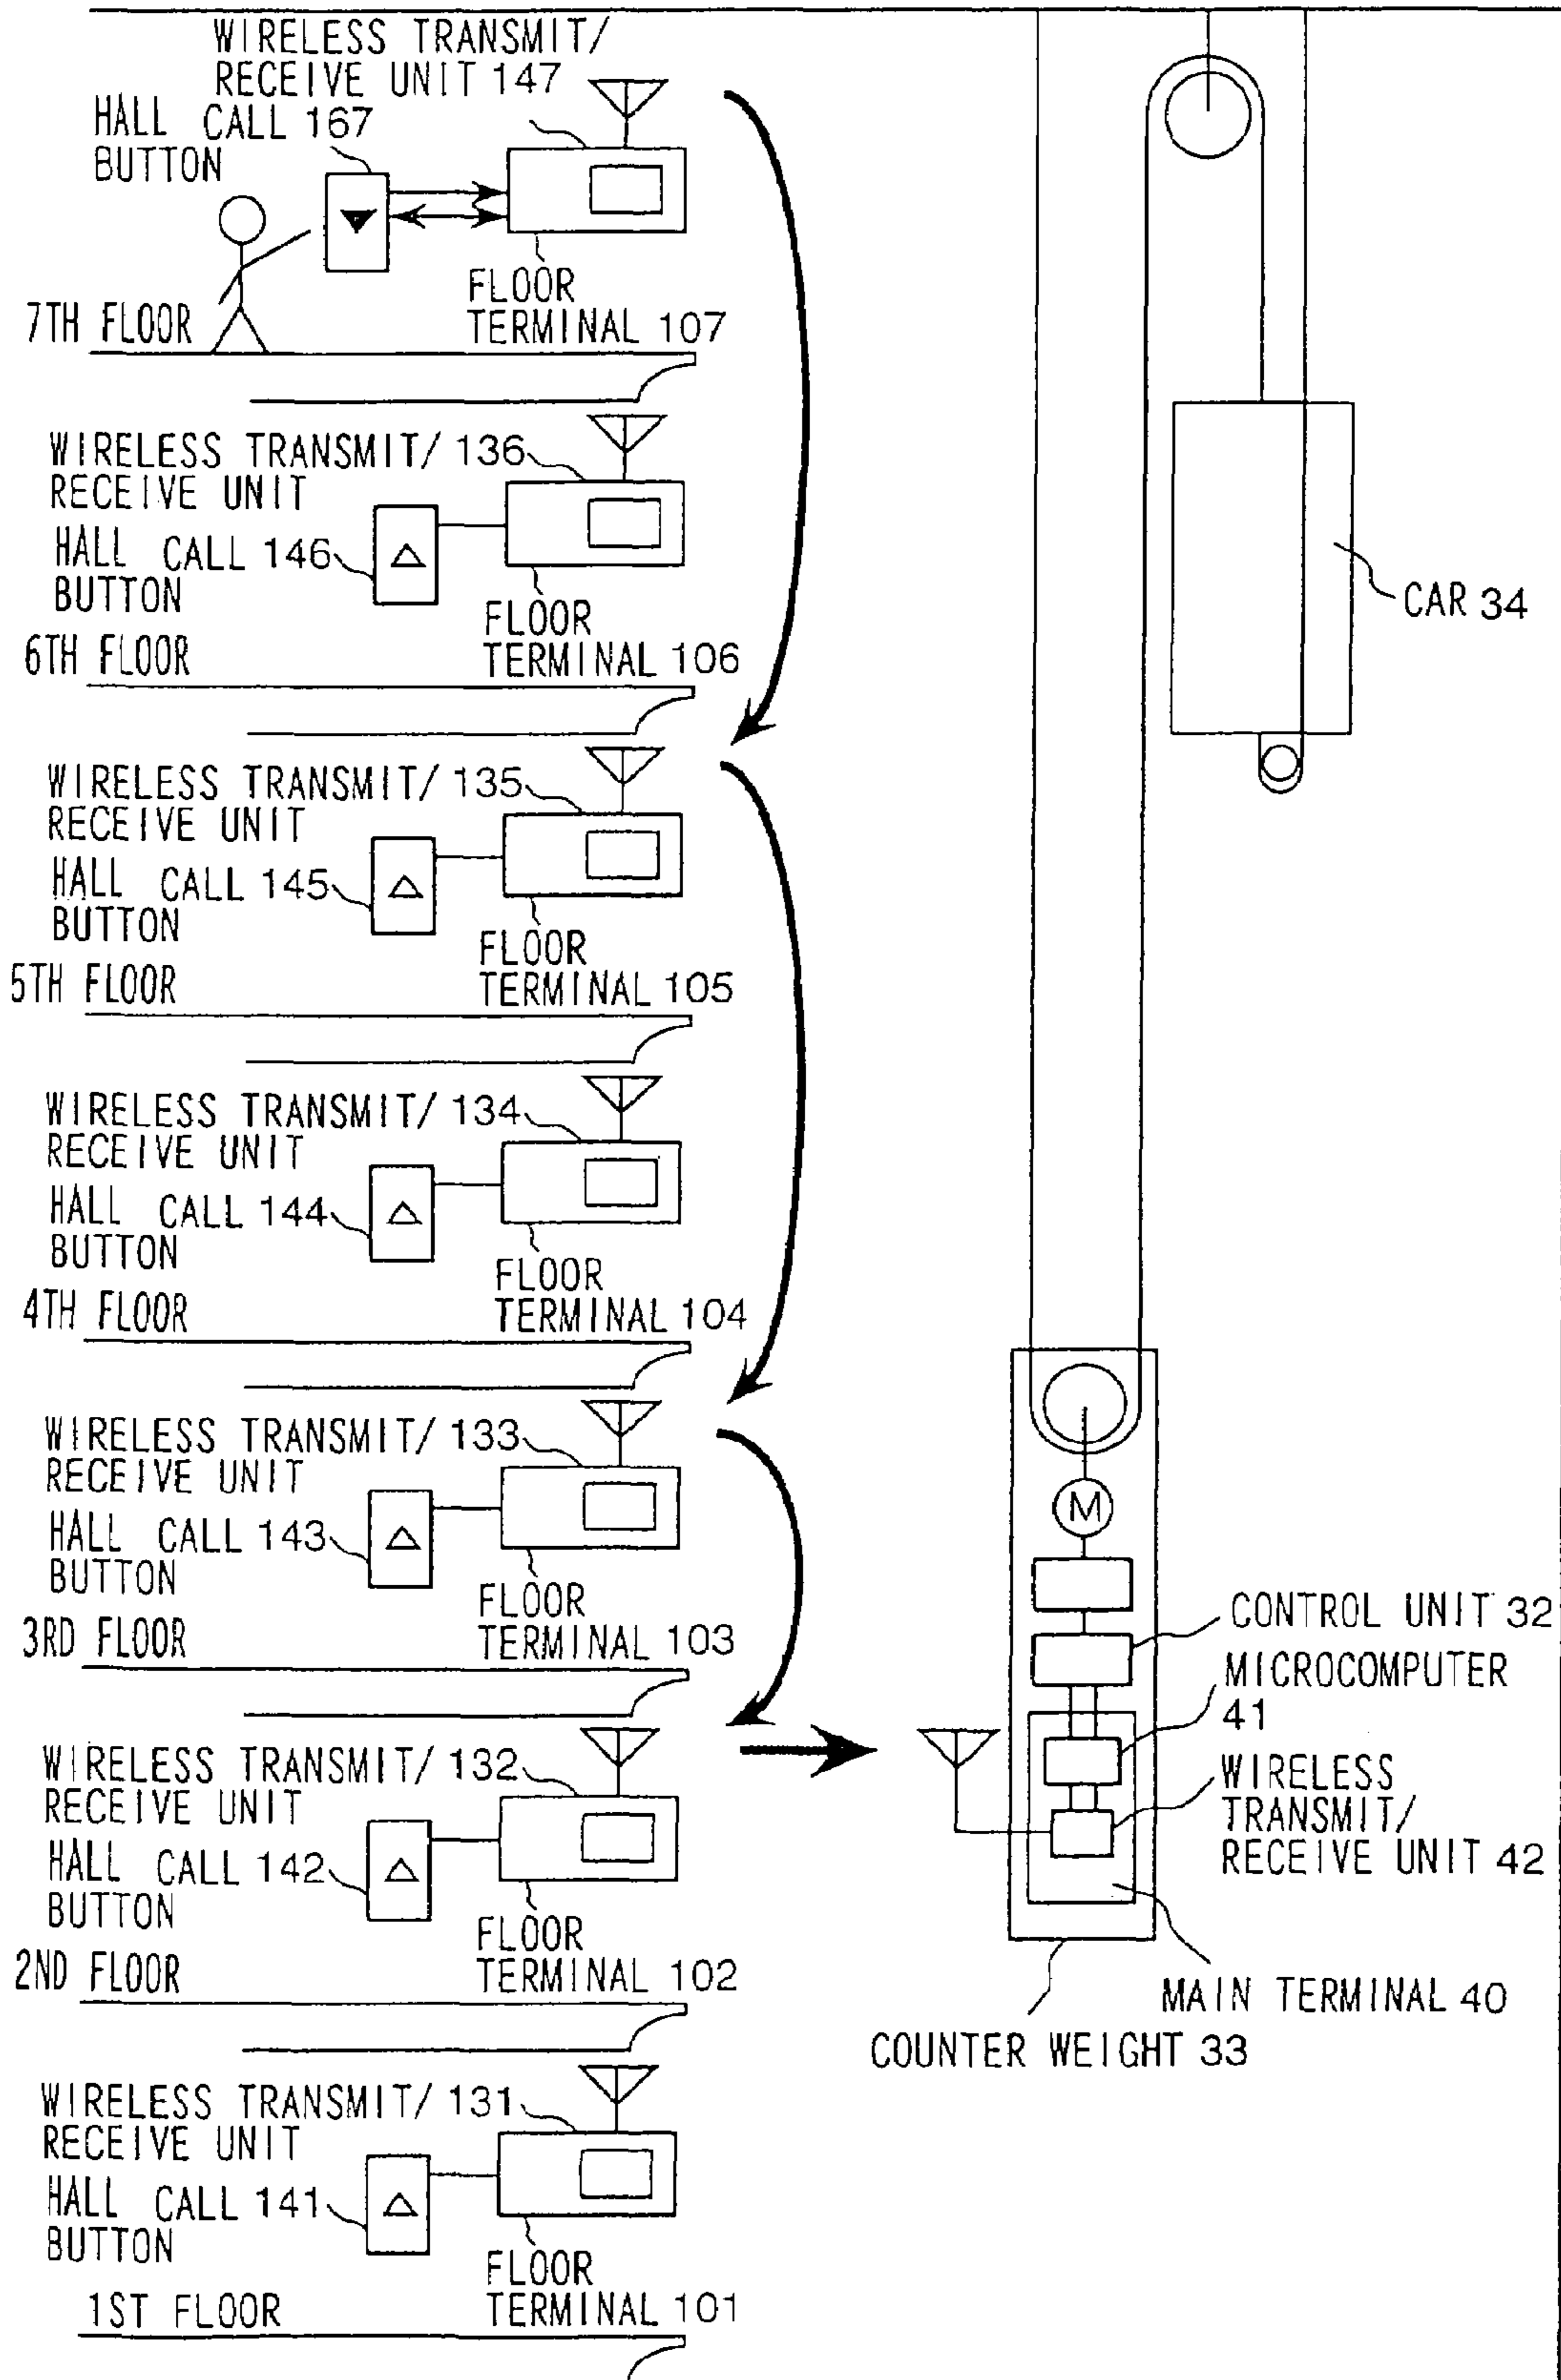 WIRELESS TRANSMIT/
RECEIVE UNIT 147
HALL CALL 167
BUTTON
FLOOR
TERMINAL 107
7TH FLOOR
WIRELESS TRANSMIT/ 136
RECEIVE UNIT
HALL CALL 146
BUTTON
FLOOR
TERMINAL 106
6TH FLOOR
CAR 34
WIRELESS TRANSMIT/ 135
RECEIVE UNIT
HALL CALL 145
BUTTON
FLOOR
TERMINAL 105
5TH FLOOR
WIRELESS TRANSMIT/ 134
RECEIVE UNIT
HALL CALL 144
BUTTON
FLOOR
TERMINAL 104
4TH FLOOR
WIRELESS TRANSMIT/ 133
RECEIVE UNIT
HALL CALL 143
BUTTON
FLOOR
TERMINAL 103
3RD FLOOR
M
CONTROL UNIT 32
MICROCOMPUTER
41
WIRELESS
TRANSMIT/
RECEIVE UNIT 42
MAIN TERMINAL 40
COUNTER WEIGHT 33
WIRELESS TRANSMIT/ 132
RECEIVE UNIT
HALL CALL 142
BUTTON
FLOOR
TERMINAL 102
2ND FLOOR
WIRELESS TRANSMIT/ 131
RECEIVE UNIT
HALL CALL 141
BUTTON
FLOOR
TERMINAL 101
1ST FLOOR